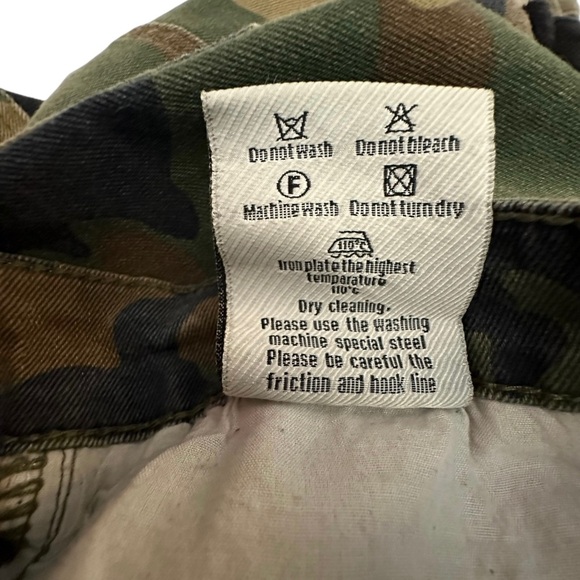 Do not wash Do not bleach
F
Machine wash Do not turn dry
110°C
Iron plate the highest
temparature
110°C
Dry cleaning.
Please use the washing
machine special steel
Please be careful the
friction and hook line